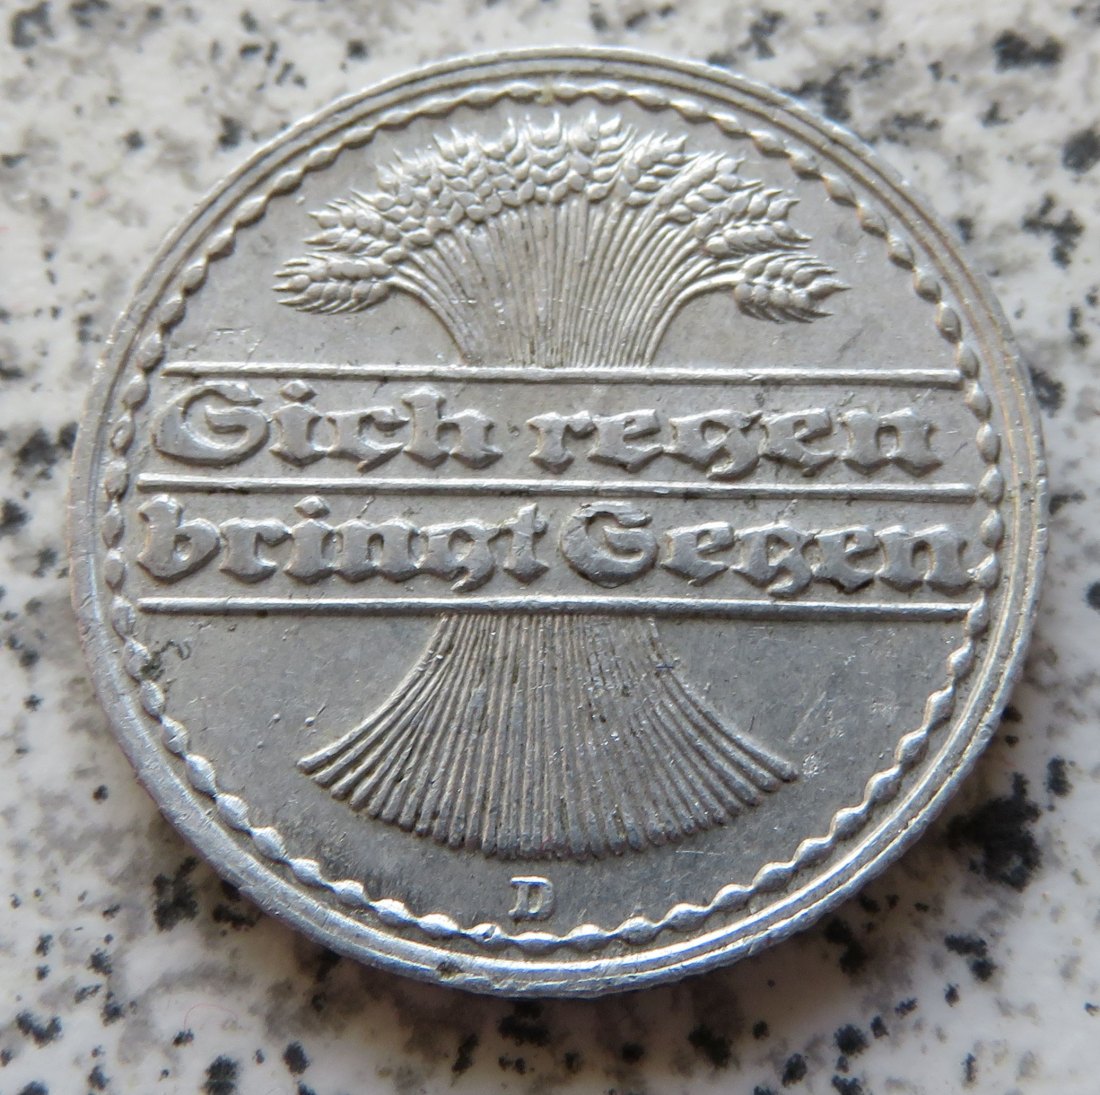 Sich regen
bringt Segen
D